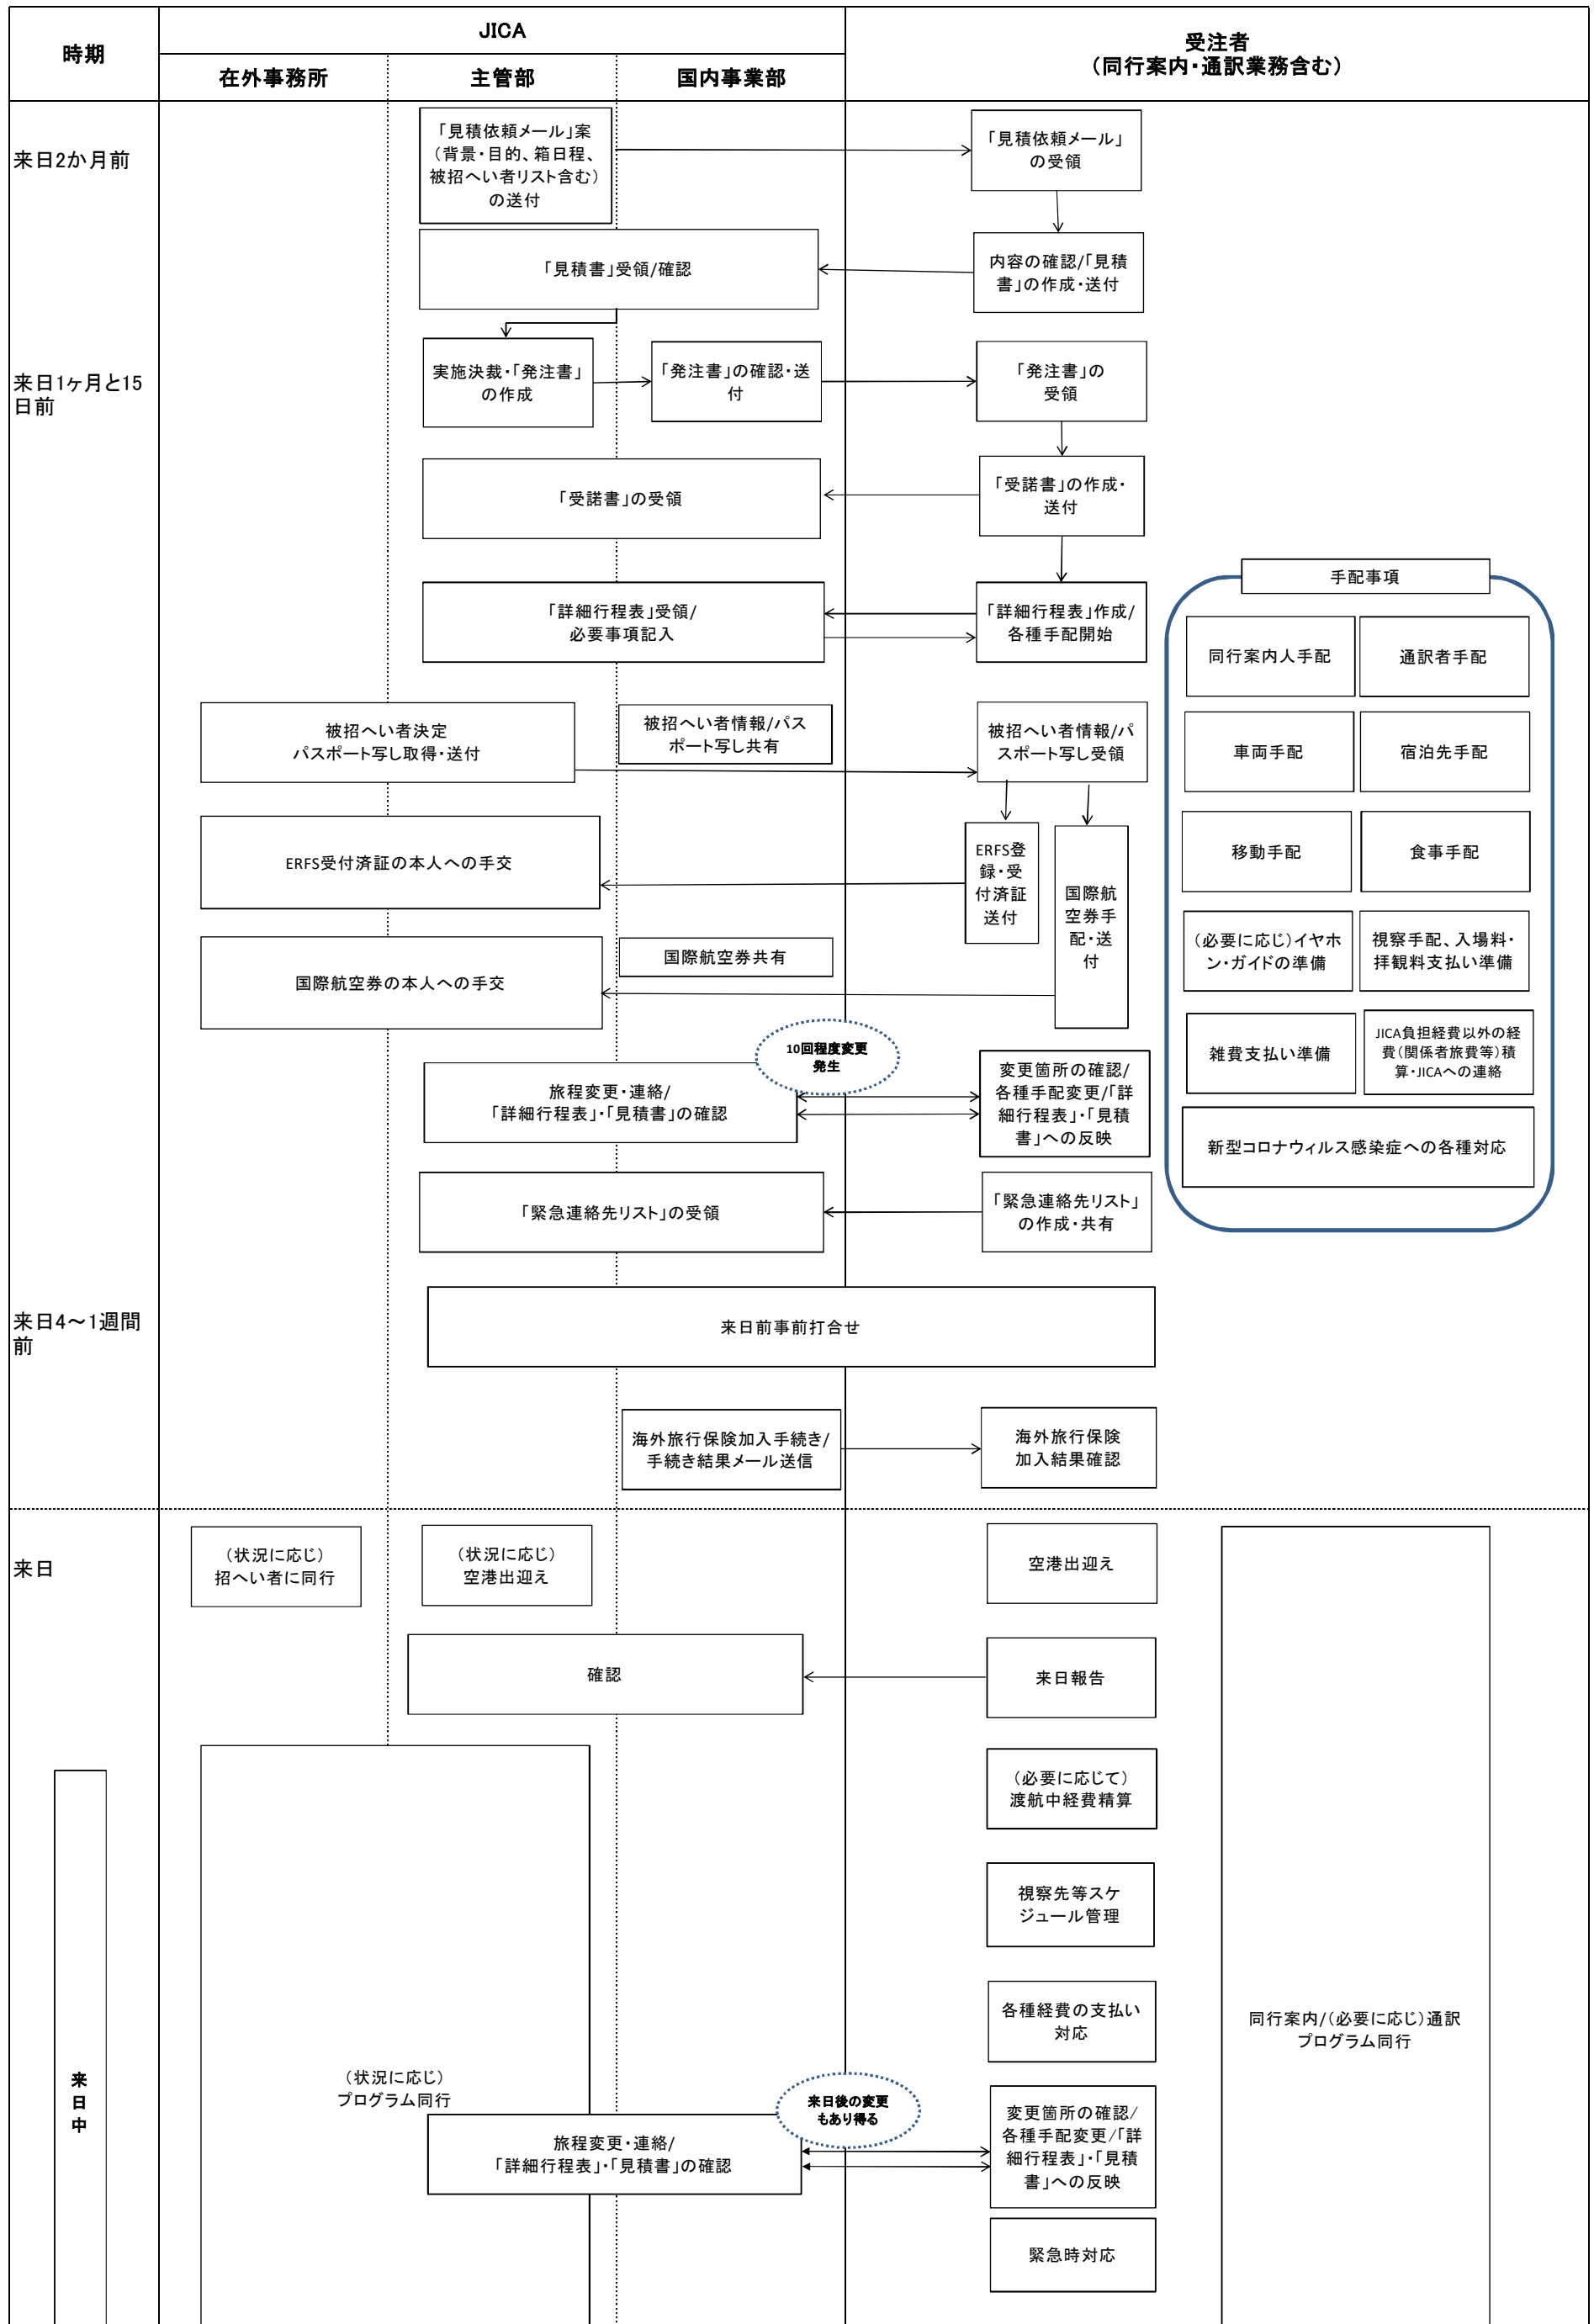 時期
JICA
受注者
（同行案内・通訳業務含む）
在外事務所
主管部
国内事業部
来日2か月前
「見積依頼メール」案
（背景・目的、箱日程、
被招へい者リスト含む）
の送付
「見積依頼メール」
の受領
「見積書」受領/確認
内容の確認/「見積
書」の作成・送付
来日1ヶ月と15
日前
実施決裁・「発注書」
の作成
「発注書」の確認・送
付
「発注書」の
受領
「受諾書」の受領
「受諾書」の作成・
送付
「詳細行程表」受領/
必要事項記入
「詳細行程表」作成/
各種手配開始
手配事項
同行案内人手配
通訳者手配
車両手配
宿泊先手配
移動手配
食事手配
（必要に応じ）イヤホ
ン・ガイドの準備
視察手配、入場料・
拝観料支払い準備
雑費支払い準備
JICA負担経費以外の経
費（関係者旅費等）積
算・JICAへの連絡
新型コロナウィルス感染症への各種対応
被招へい者決定
パスポート写し取得・送付
被招へい者情報/パス
ポート写し共有
被招へい者情報/パ
スポート写し受領
ERFS受付済証の本人への手交
ERFS登
録・受
付済証
送付
国際航
空券手
配・送
付
国際航空券の本人への手交
国際航空券共有
10回程度変更
発生
旅程変更・連絡/
「詳細行程表」・「見積書」の確認
変更箇所の確認/
各種手配変更/「詳
細行程表」・「見積
書」への反映
「緊急連絡先リスト」の受領
「緊急連絡先リスト」
の作成・共有
来日4～1週間
前
来日前事前打合せ
海外旅行保険加入手続き/
手続き結果メール送信
海外旅行保険
加入結果確認
来日
（状況に応じ）
招へい者に同行
（状況に応じ）
空港出迎え
空港出迎え
確認
来日報告
（必要に応じて）
渡航中経費精算
視察先等スケ
ジュール管理
各種経費の支払い
対応
同行案内/（必要に応じ）通訳
プログラム同行
来
日
中
（状況に応じ）
プログラム同行
来日後の変更
もあり得る
旅程変更・連絡/
「詳細行程表」・「見積書」の確認
変更箇所の確認/
各種手配変更/「詳
細行程表」・「見積
書」への反映
緊急時対応